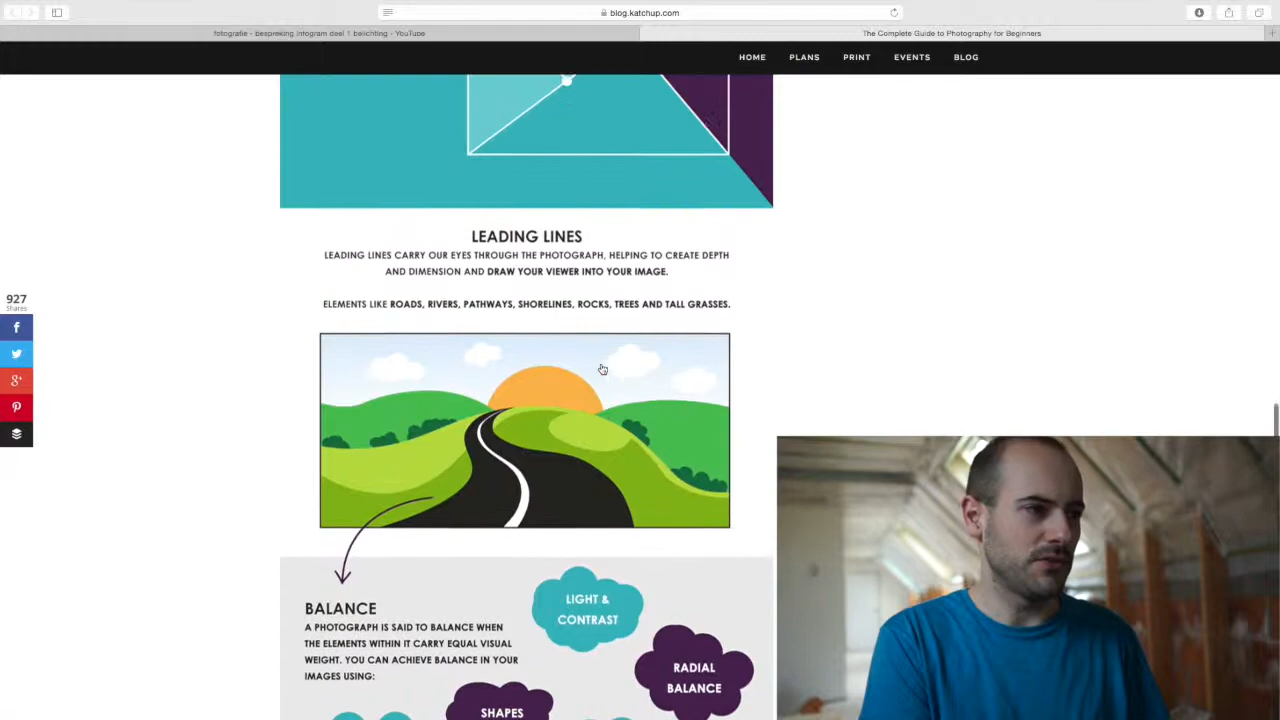 blog.katchup.com
fotografie - bespreking infogram deel 1 belichting - YouTube
The Complete Guide to Photography for Beginners
HOME PLANS PRINT EVENTS BLOG
LEADING LINES
LEADING LINES CARRY OUR EYES THROUGH THE PHOTOGRAPH, HELPING TO CREATE DEPTH
AND DIMENSION AND DRAW YOUR VIEWER INTO YOUR IMAGE.
ELEMENTS LIKE ROADS, RIVERS, PATHWAYS, SHORELINES, ROCKS, TREES AND TALL GRASSES.
927
Shares
BALANCE
A PHOTOGRAPH IS SAID TO BALANCE WHEN
THE ELEMENTS WITHIN IT CARRY EQUAL VISUAL
WEIGHT. YOU CAN ACHIEVE BALANCE IN YOUR
IMAGES USING:
LIGHT &
CONTRAST
RADIAL
BALANCE
SHAPES